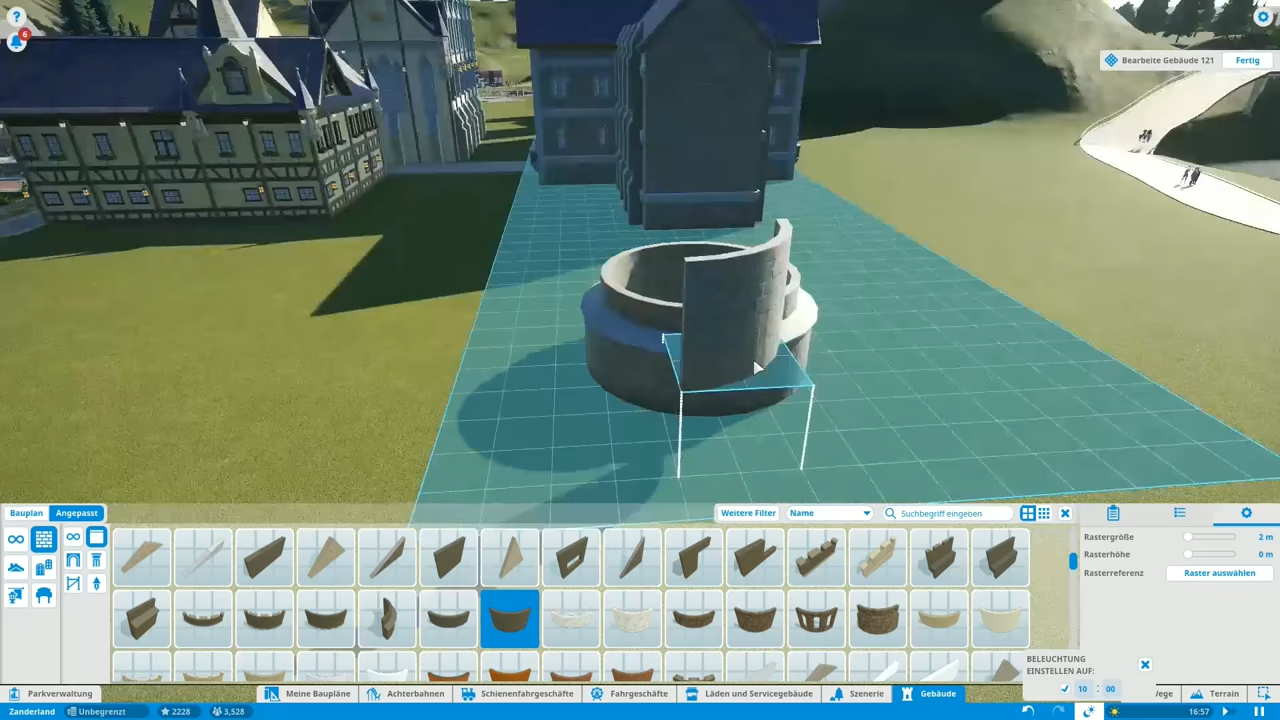 ?
6
Bearbeite Gebäude 121 Fertig
Bauplan Angepasst Weitere Filter Name Suchbegriff eingeben
Rastergröße 2 m
Rasterhöhe 0 m
Rasterreferenz Raster auswählen
BELEUCHTUNG
EINSTELLEN AUF:
10 : 00
Parkverwaltung Meine Baupläne Achterbahnen Schienenfahrgeschäfte Fahrgeschäfte Läden und Servicegebäude Szenerie Gebäude Terrain
Zanderland Unbegrenzt 2228 3,528 16:57